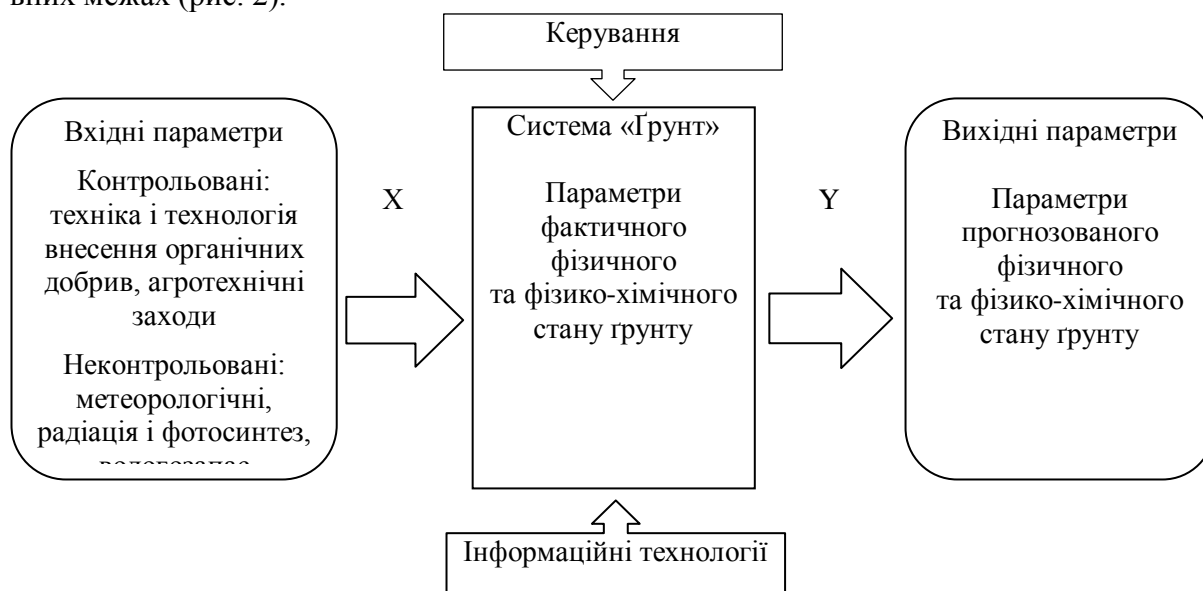 вних межах (рис. 2).
Керування
Вхідні параметри
Контрольовані:
техніка і технологія
внесення органічних
добрив, агротехнічні
заходи
Неконтрольовані:
метеорологічні,
радіація і фотосинтез,
X
Система «Ґрунт»
Параметри
фактичного
фізичного
та фізико-хімічного
стану ґрунту
Y
Вихідні параметри
Параметри
прогнозованого
фізичного
та фізико-хімічного
стану ґрунту
Інформаційні технології